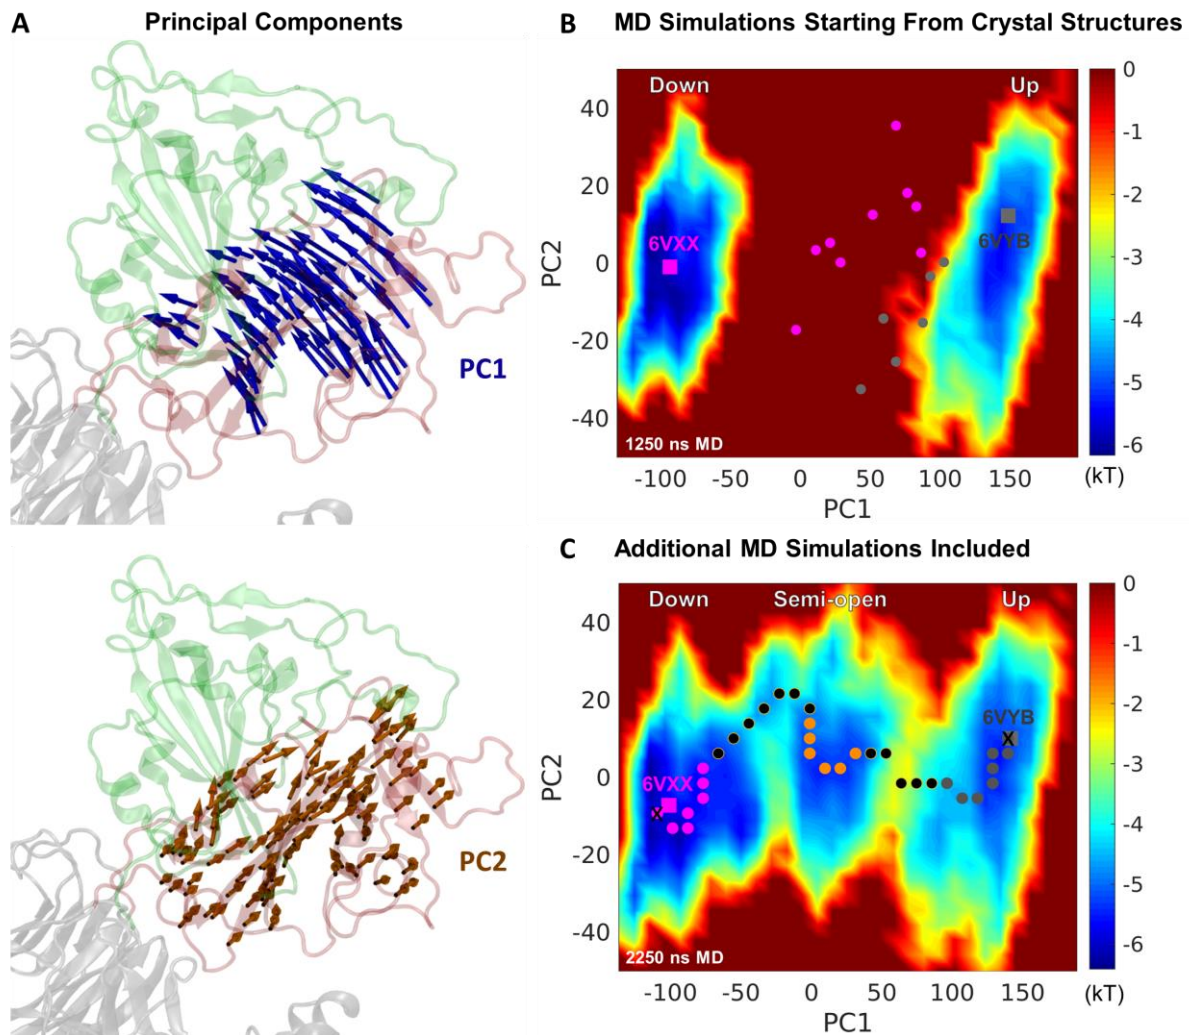 A
Principal Components
PC1
PC2
B
MD Simulations Starting From Crystal Structures
Down
Up
40
20
0
-20
-40
PC2
6VXX
6VYB
1250 ns MD
-100
-50
0
50
100
150
PC1
0
-1
-2
-3
-4
-5
-6
(kT)
C
Additional MD Simulations Included
Down
Semi-open
Up
40
20
0
-20
-40
PC2
6VXX
X
6VYB
X
2250 ns MD
-100
-50
0
50
100
150
PC1
0
-1
-2
-3
-4
-5
-6
(kT)